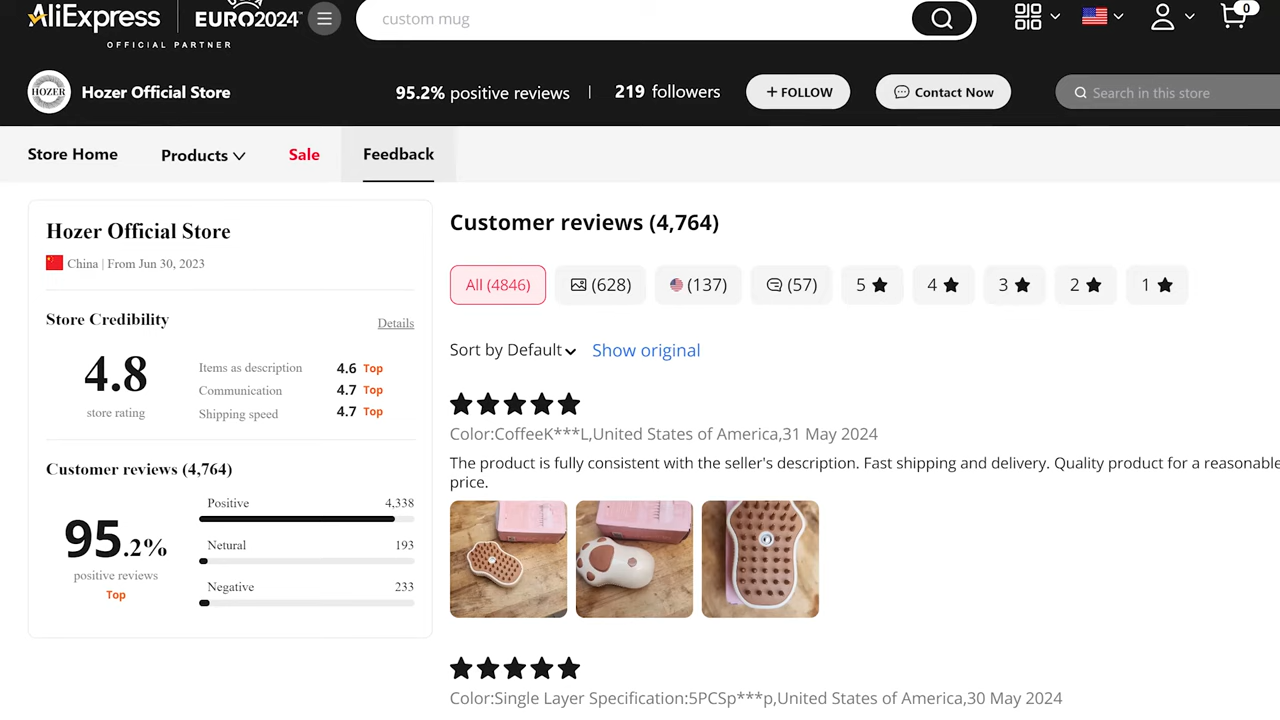 AliExpress EURO2024 custom mug 0
OFFICIAL PARTNER
HOZER Hozer Official Store 95.2% positive reviews | 219 followers + FOLLOW Contact Now Search in this store
Store Home Products Sale Feedback
Hozer Official Store
China | From Jun 30, 2023
Store Credibility
Details
4.8
store rating
Items as description 4.6 Top
Communication 4.7 Top
Shipping speed 4.7 Top
Customer reviews (4,764)
95.2%
positive reviews
Top
Positive 4,338
Netural 193
Negative 233
Customer reviews (4,764)
All (4846) (628) (137) (57) 5 4 3 2 1
Sort by Default Show original
Color:CoffeeK***L,United States of America,31 May 2024
The product is fully consistent with the seller's description. Fast shipping and delivery. Quality product for a reasonable
price.
Color:Single Layer Specification:5PCSp***p,United States of America,30 May 2024